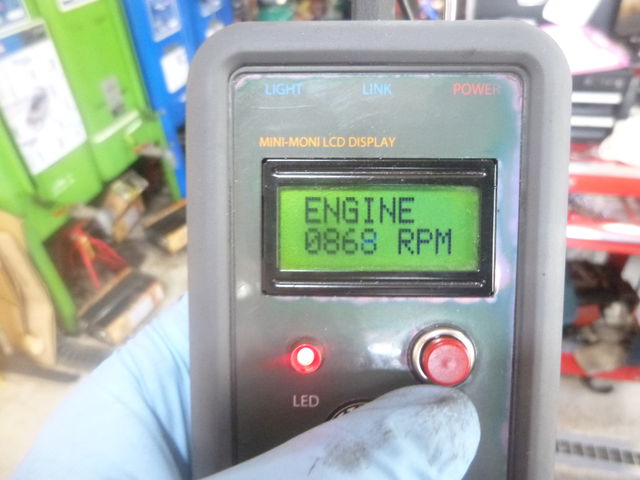 LIGHT LINK POWER
MINI-MONI LCD DISPLAY
ENGINE
0868 RPM
LED